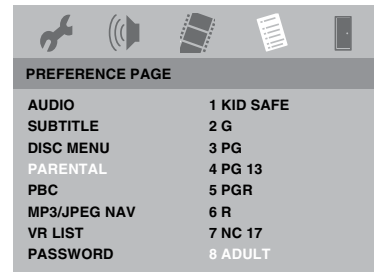 PREFERENCE PAGE
AUDIO 1 KID SAFE
SUBTITLE 2 G
DISC MENU 3 PG
PARENTAL 4 PG 13
PBC 5 PGR
MP3/JPEG NAV 6 R
VR LIST 7 NC 17
PASSWORD 8 ADULT